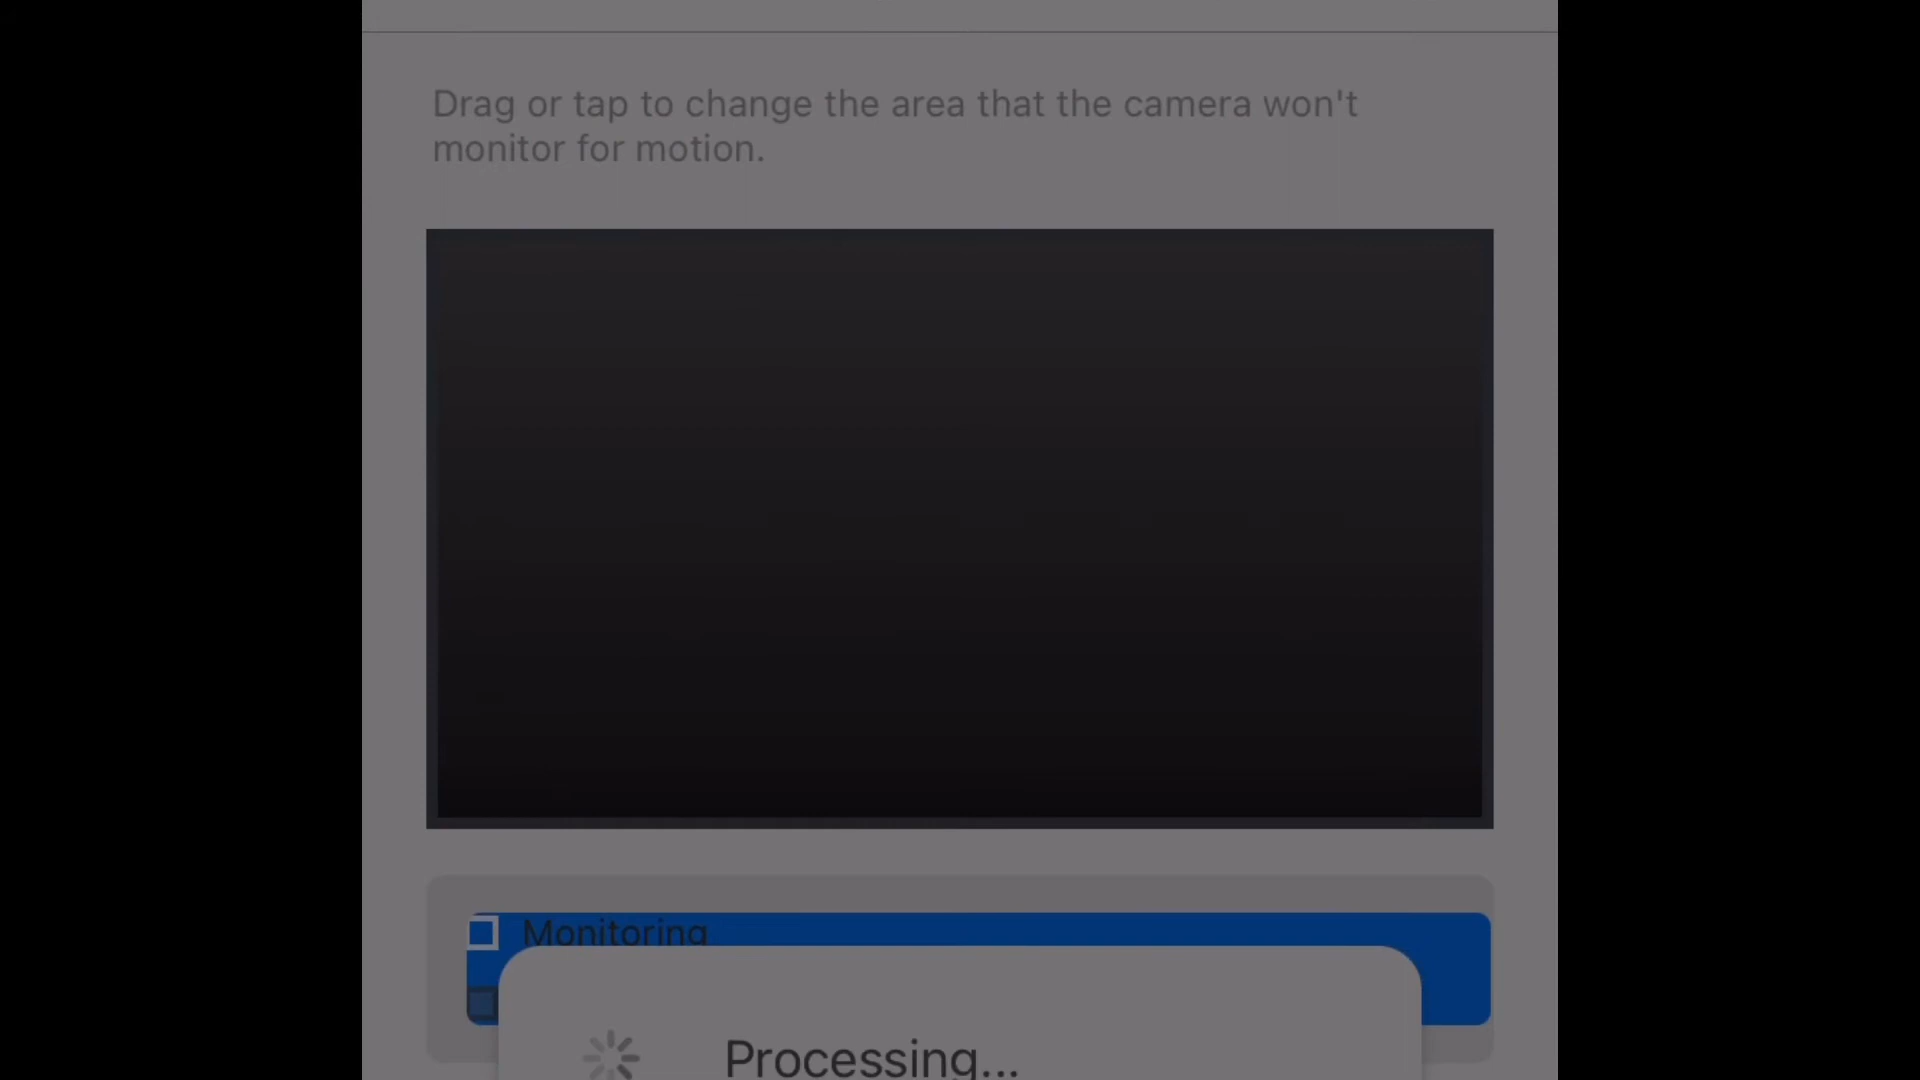 Drag or tap to change the area that the camera won't
monitor for motion.
Monitoring
Processing...